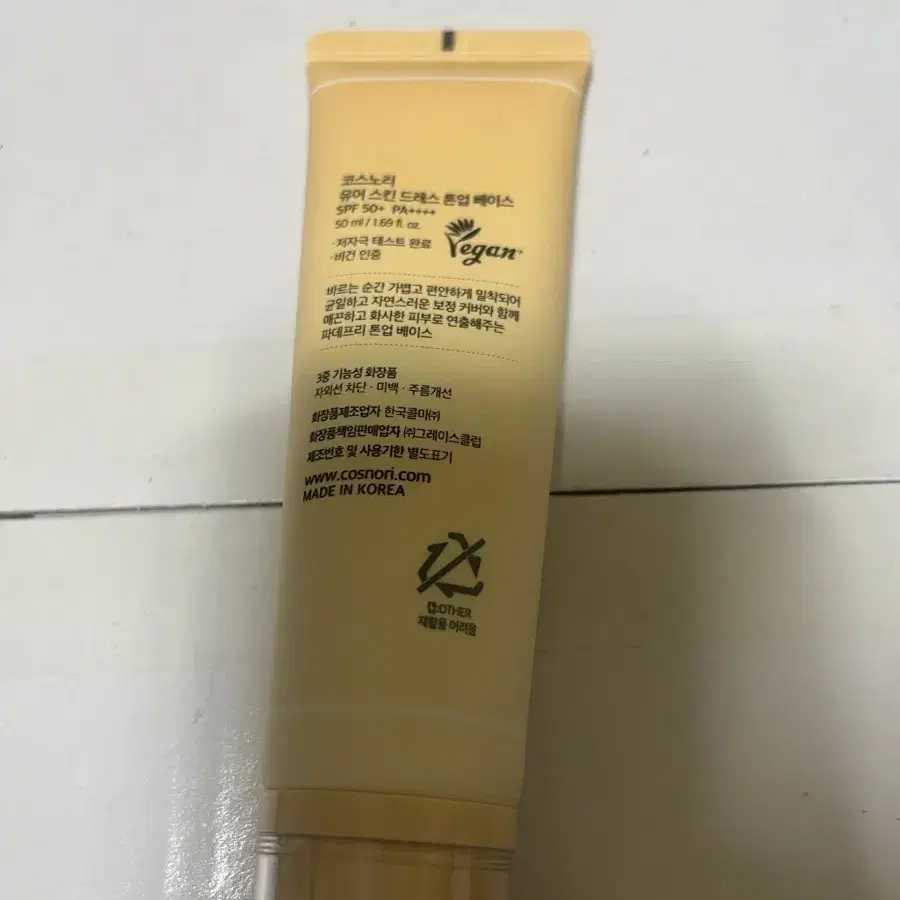 코스노리
유어 스킨 드레스 톤업 베이스
SPF 50+ PA++++
50 ml / 1.69 fl. oz.
·저자극 테스트 완료
·비건 인증
Vegan+
바르는 순간 가볍고 편안하게 밀착되어
균일하고 자연스러운 보정 커버와 함께
매끈하고 화사한 피부로 연출해주는
파데프리 톤업 베이스
3중 기능성 화장품
자외선 차단 · 미백 · 주름개선
화장품제조업자 한국콜마㈜
화장품책임판매업자 ㈜그레이스클럽
제조번호 및 사용기한 별도표기
www.cosnori.com
MADE IN KOREA
캡:OTHER
재활용 어려움